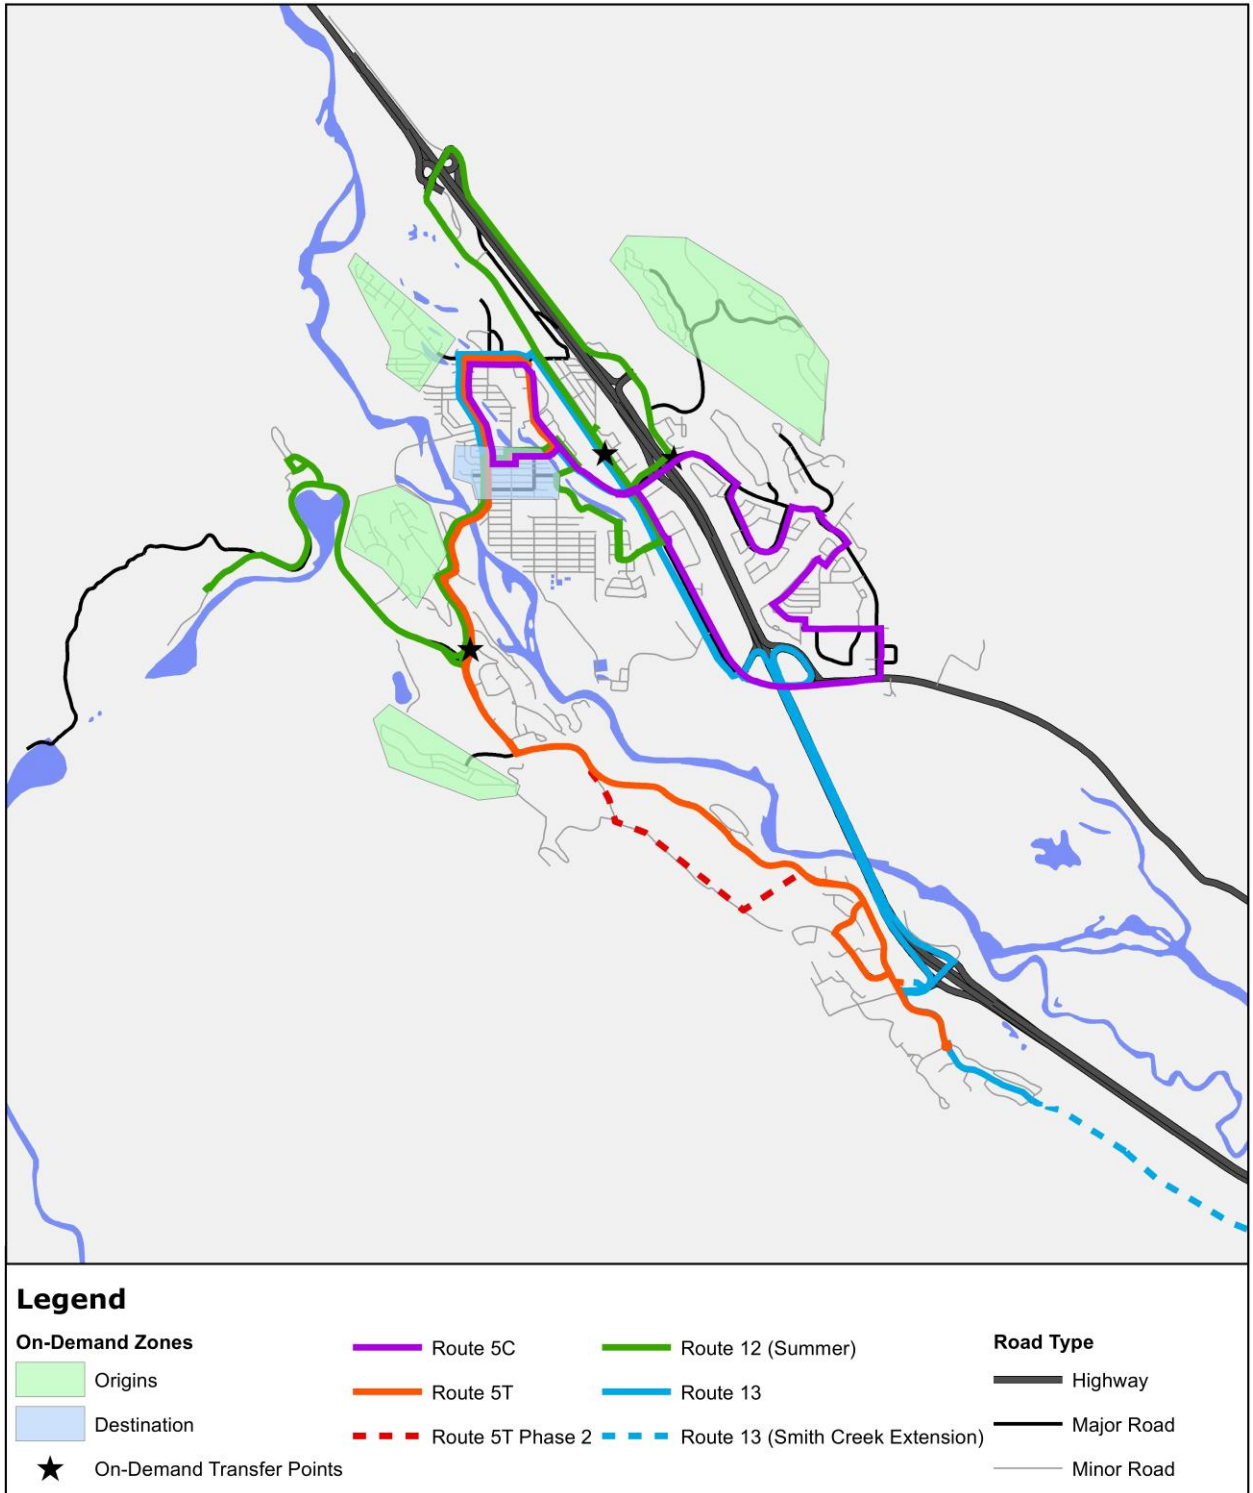 Legend
On-Demand Zones
Origins
Destination
On-Demand Transfer Points
Route 5C
Route 5T
Route 5T Phase 2
Route 12 (Summer)
Route 13
Route 13 (Smith Creek Extension)
Road Type
Highway
Major Road
Minor Road